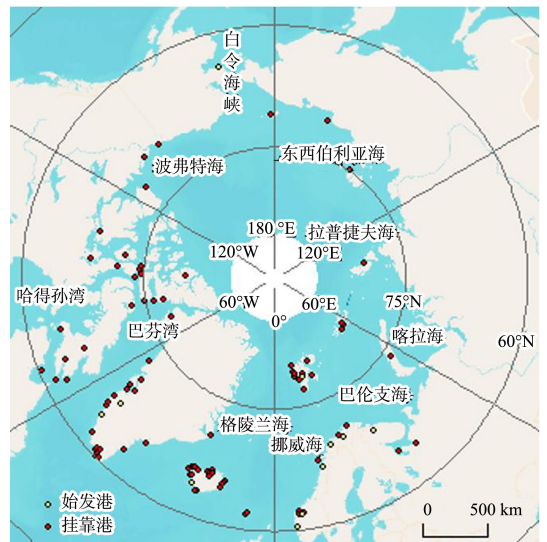 白令海峡
东西伯利亚海
波弗特海
拉普捷夫海
180 °E
120°W
120°E
60°W
60°E
75°N
0°
哈得孙湾
巴芬湾
喀拉海
60°N
巴伦支海
格陵兰海
挪威海
始发港
挂靠港
0 500 km